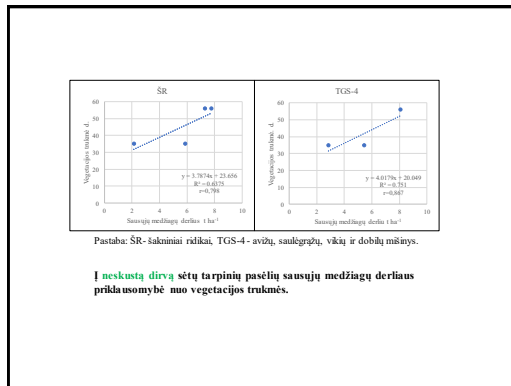 ŠR
60
50
40
30
20
10
0
Vegetacijos trukmė d.
y = 3.7874x + 23.656
R² = 0.6375
r=0,798
0 2 4 6 8 10
Sausųjų medžiagų derlius t ha⁻¹
TGS-4
60
50
40
30
20
10
0
Vegetacijos trukmė d.
y = 4.0179x + 20.049
R² = 0.751
r=0,867
0 2 4 6 8 10
Sausųjų medžiagų derliu t ha⁻¹
Pastaba: ŠR- šakniniai ridikai, TGS-4 - avižų, saulėgrąžų, vikių ir dobilų mišinys.
Į neskustą dirvą sėtų tarpinių pasėlių sausųjų medžiagų derliaus
priklausomybė nuo vegetacijos trukmės.